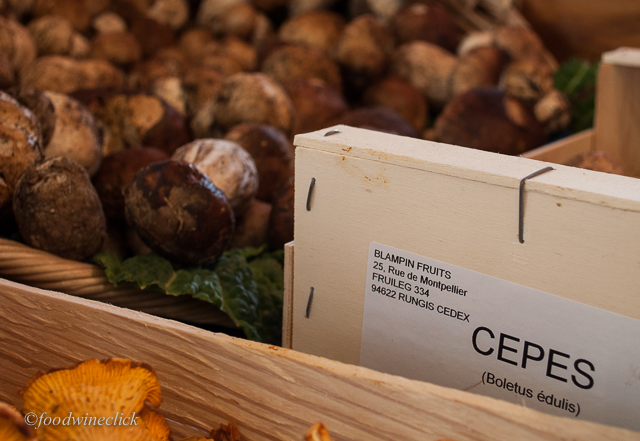 BLAMPIN FRUITS
25, Rue de Montpellier
FRUILEG 334
94622 RUNGIS CEDEX
CEPES
(Boletus édulis)
©foodwineclick